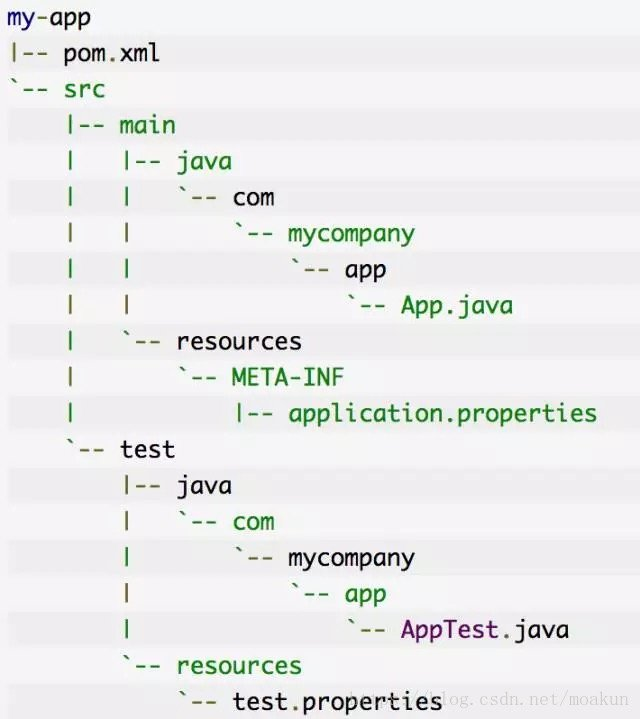 my-app
|-- pom.xml
`-- src
    |-- main
    |   |-- java
    |   |   `-- com
    |   |       `-- mycompany
    |   |           `-- app
    |   |               `-- App.java
    |   `-- resources
    |       `-- META-INF
    |           |-- application.properties
    `-- test
        |-- java
        |   `-- com
        |       `-- mycompany
        |           `-- app
        |               `-- AppTest.java
        `-- resources
            `-- test.properties
https://blog.csdn.net/moakun